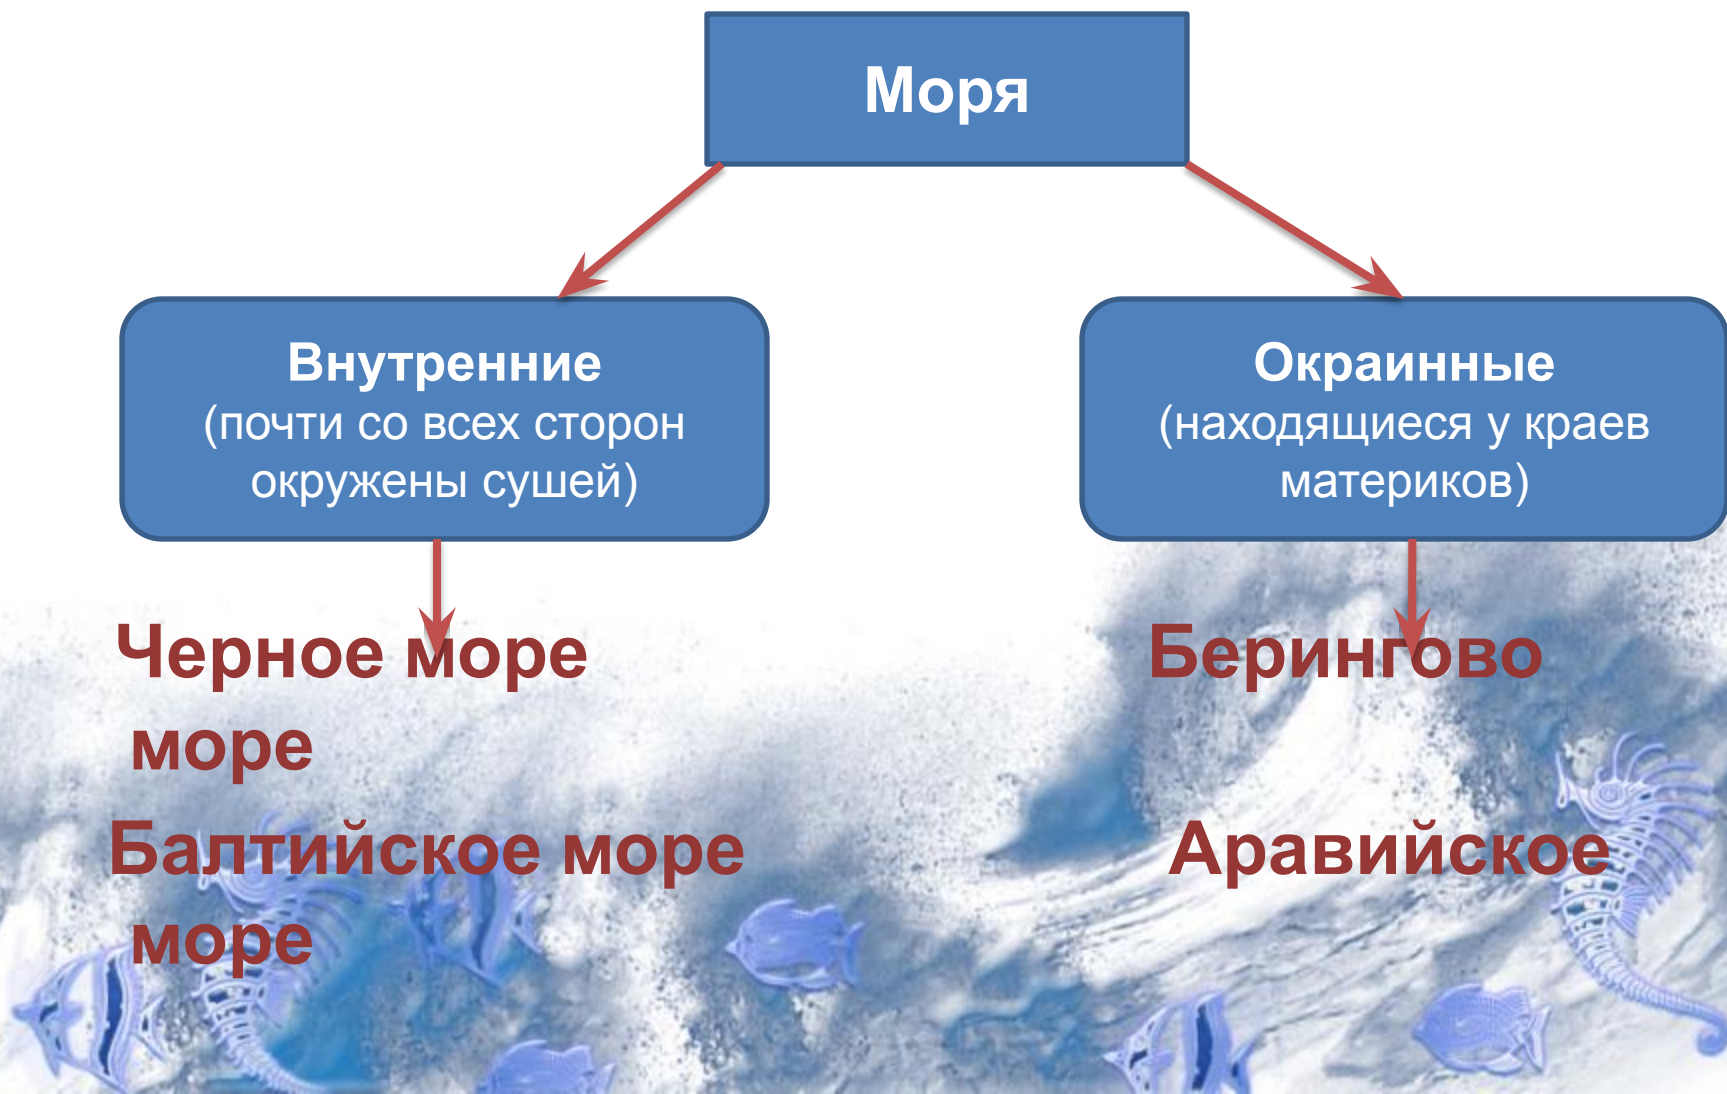 Моря
Внутренние
(почти со всех сторон
окружены сушей)
Окраинные
(находящиеся у краев
материков)
Черное море Берингово
море
Балтийское море Аравийское
море